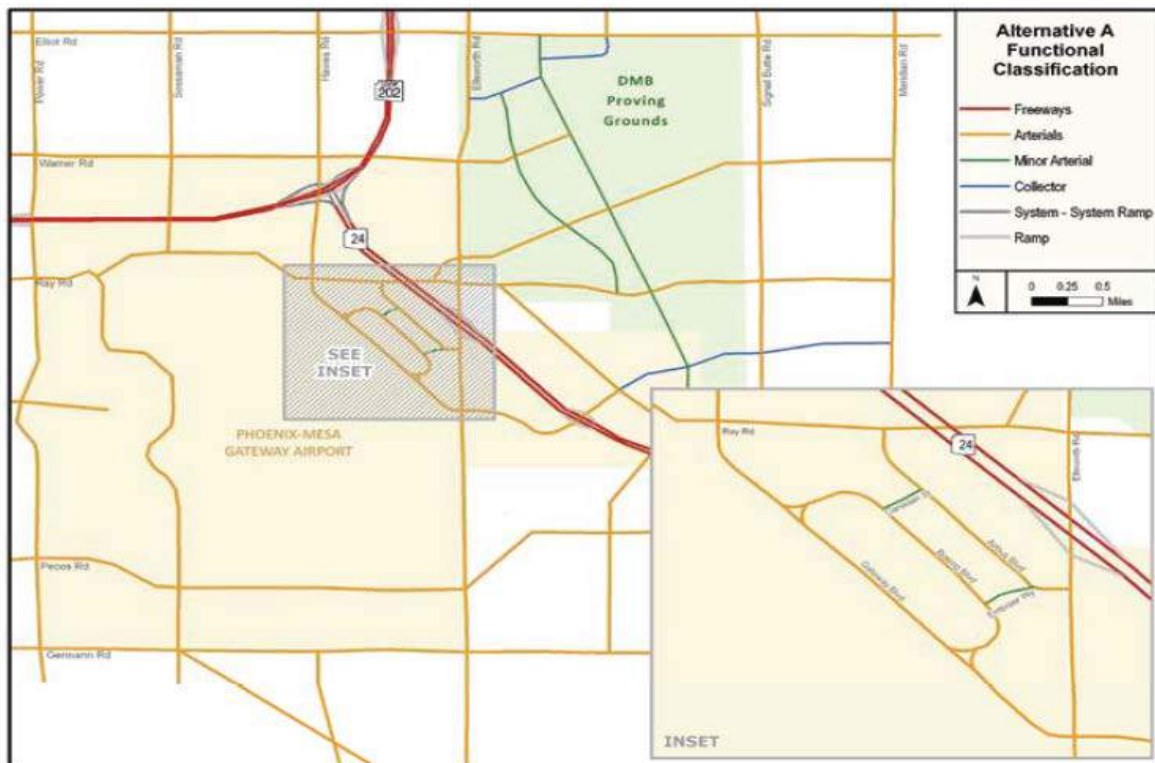 Alternative A
Functional
Classification
Freeways
Arterials
Minor Arterial
Collector
System - System Ramp
Ramp
N
0 0.25 0.5
Miles
Elliot Rd
Power Rd
Sossaman Rd
Hawes Rd
202
Ellsworth Rd
DMB
Proving
Grounds
Signal Butte Rd
Meridian Rd
Warner Rd
24
Ray Rd
SEE
INSET
PHOENIX-MESA
GATEWAY AIRPORT
Pecos Rd
Germann Rd
Ray Rd
24
Ellsworth Rd
Airbus Blvd
Boeing Blvd
Gateway Blvd
Embraer Wy
INSET